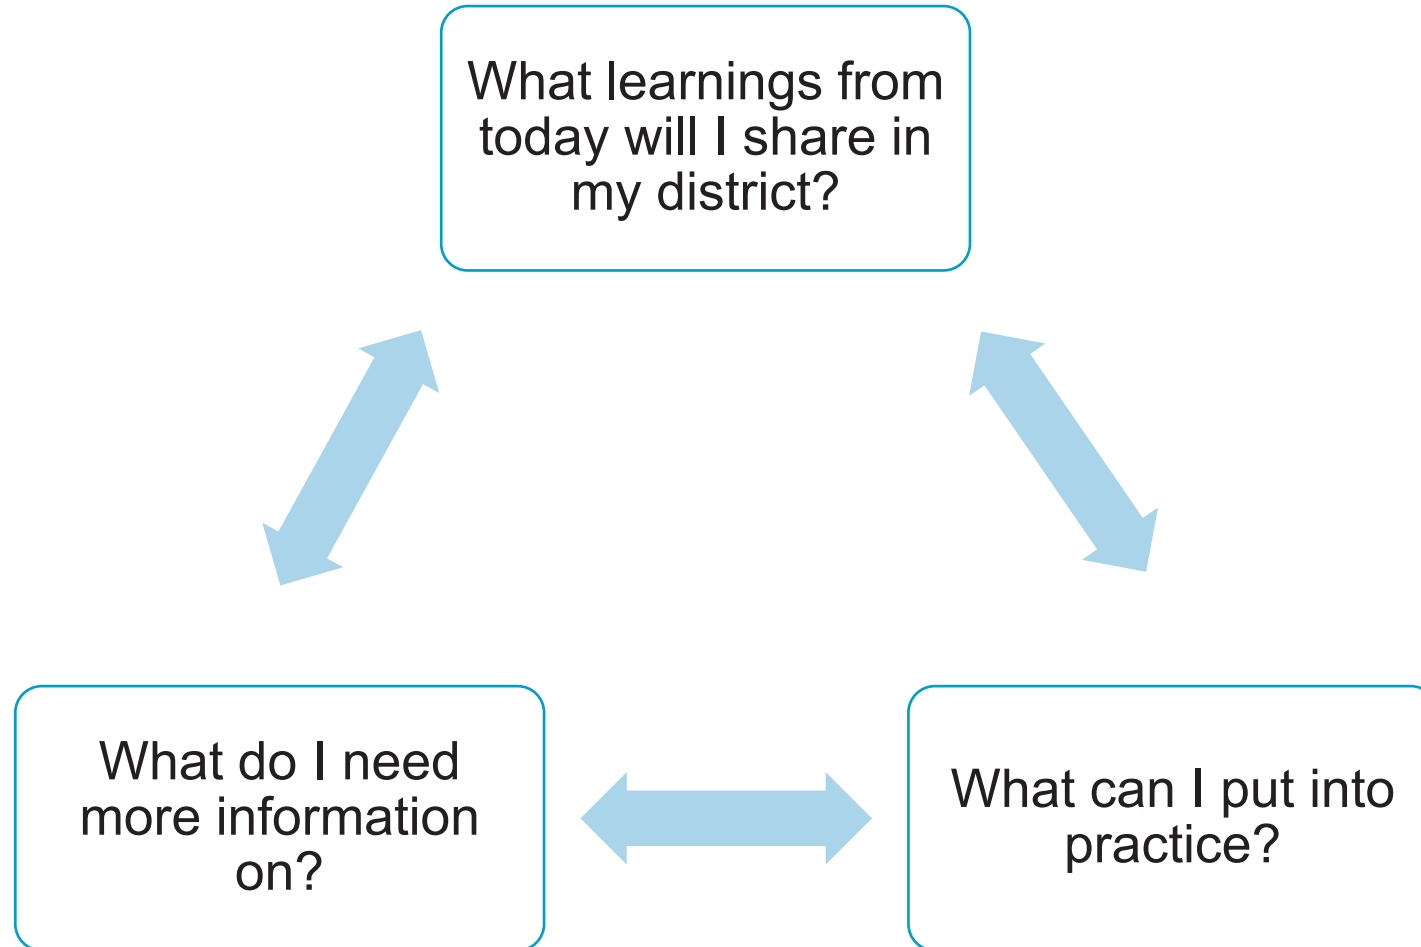 What learnings from
today will I share in
my district?
What do I need
more information
on?
What can I put into
practice?